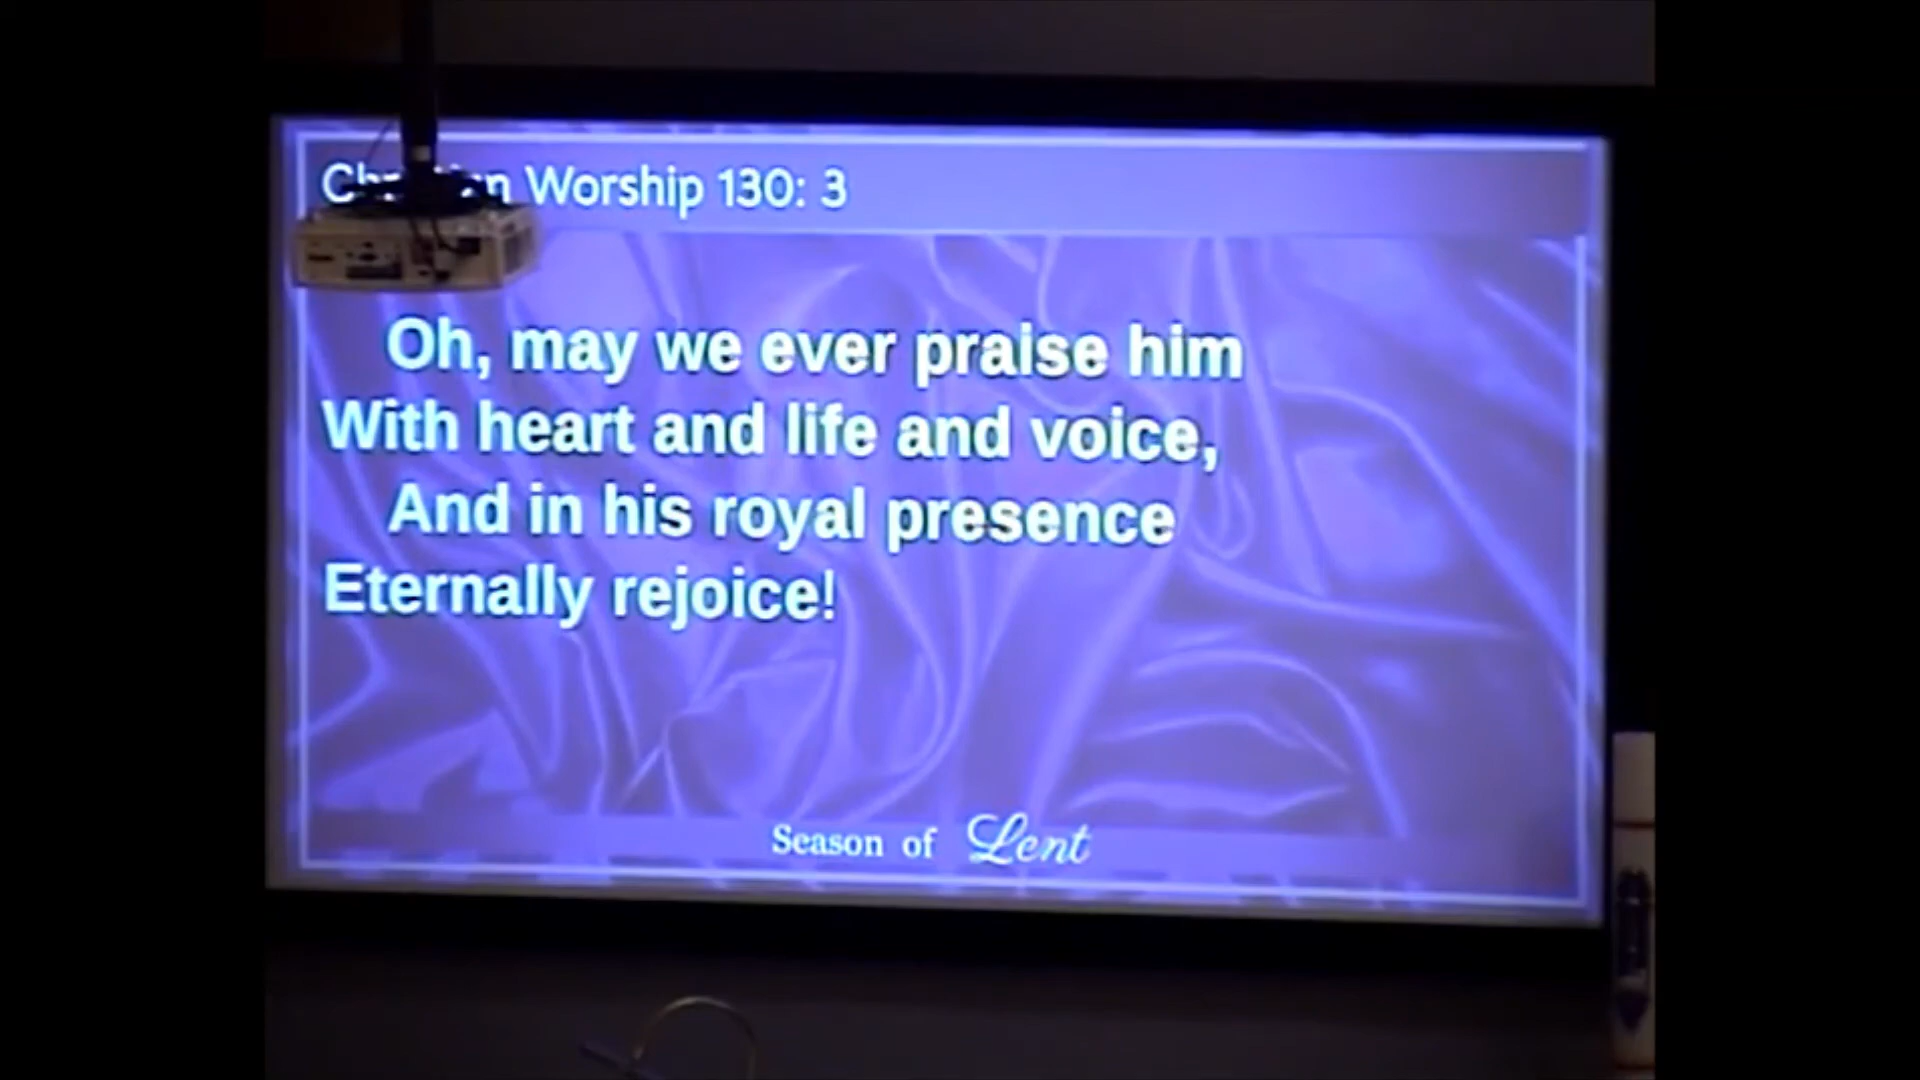 Christian Worship 130: 3
Oh, may we ever praise him
With heart and life and voice,
And in his royal presence
Eternally rejoice!
Season of Lent